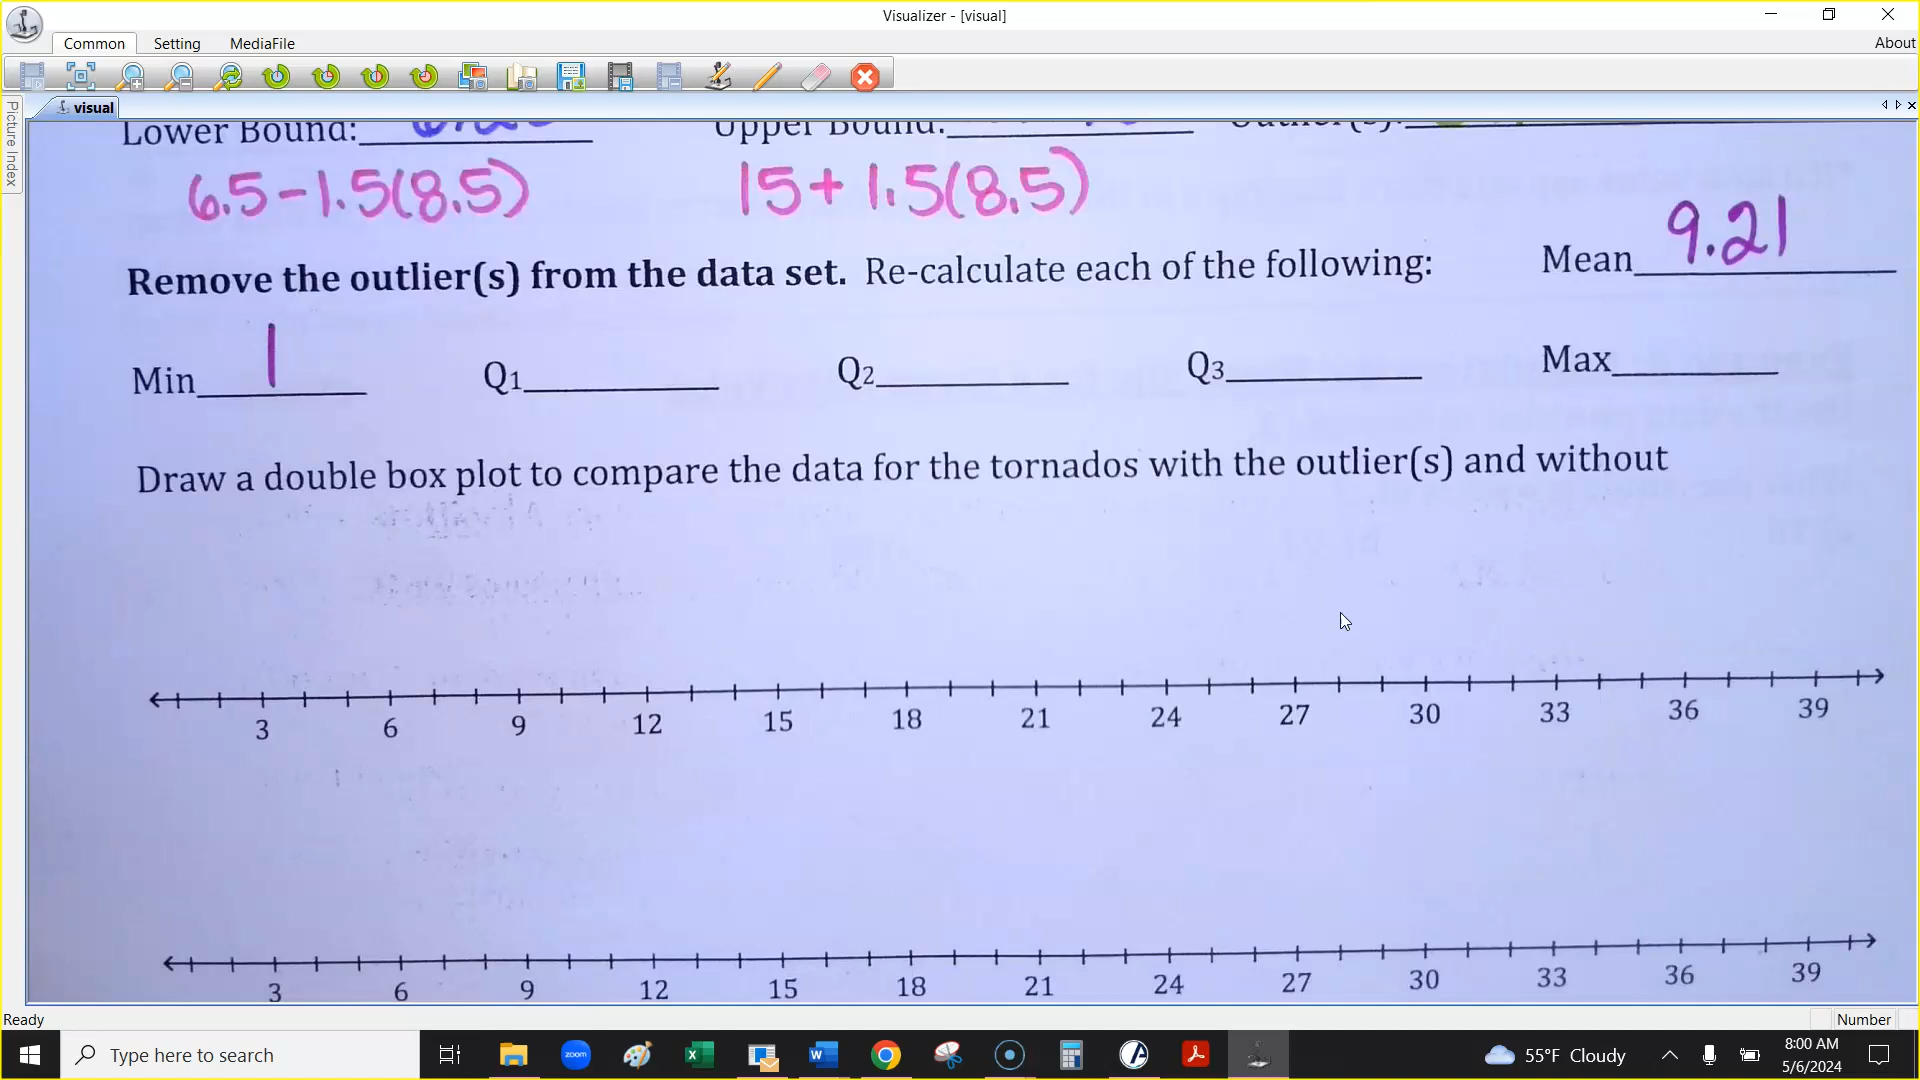 Visualizer - [visual]
Common Setting MediaFile About
visual
Picture Index
Lower Bound: Upper Bound: Outlier(s):
6.5-1.5(8.5) 15+1.5(8.5)
Remove the outlier(s) from the data set. Re-calculate each of the following: Mean 9.21
Min 1 Q1 Q2 Q3 Max
Draw a double box plot to compare the data for the tornados with the outlier(s) and without
3 6 9 12 15 18 21 24 27 30 33 36 39
3 6 9 12 15 18 21 24 27 30 33 36 39
Ready Number
Type here to search zoom 55°F Cloudy 8:00 AM
5/6/2024